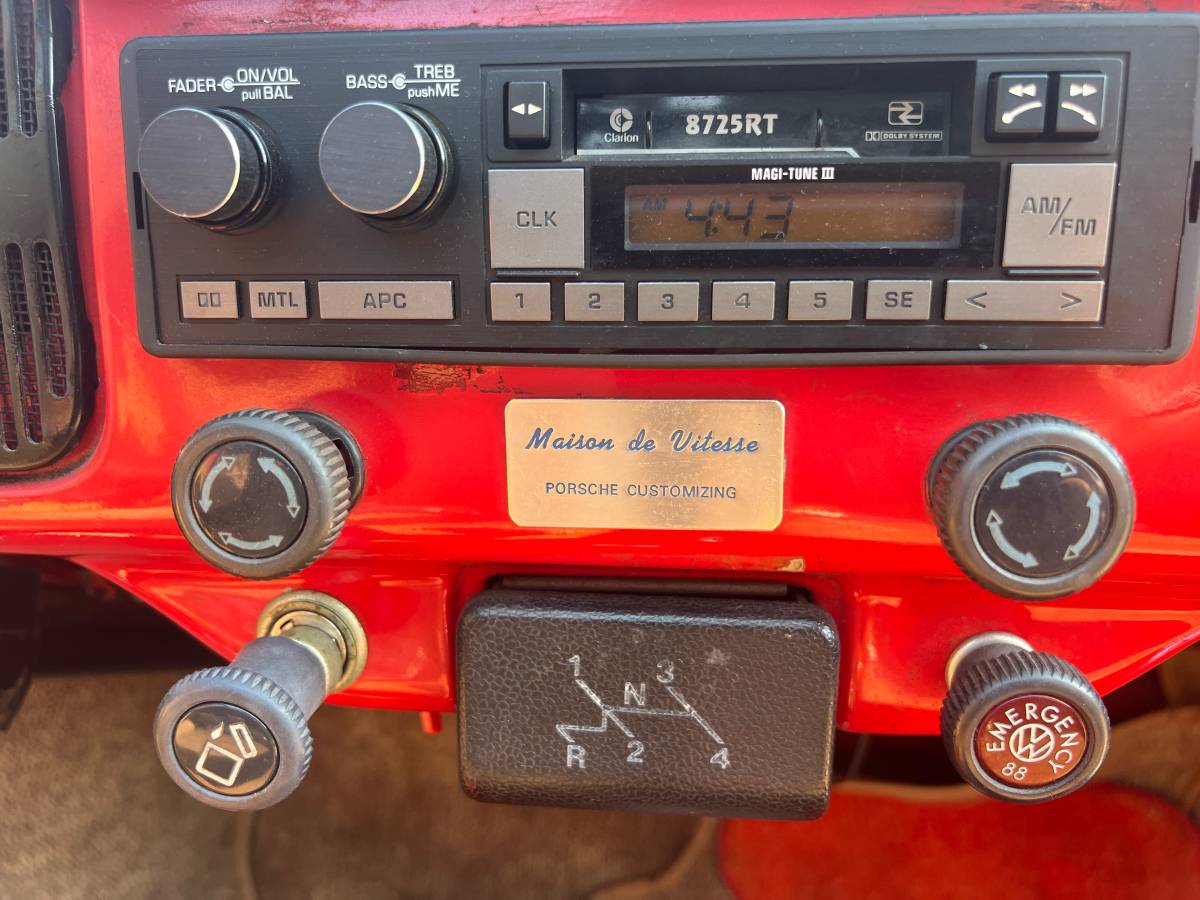 FADER ON/VOL
pull BAL
BASS TREB
push ME
Clarion
8725RT
DOLBY SYSTEM
MAGI-TUNE III
CLK
AM 4:43
AM/FM
MTL
APC
1 2 3 4 5 SE < >
Maison de Vitesse
PORSCHE CUSTOMIZING
1 N 3
R 2 4
EMERGENCY
VW
88